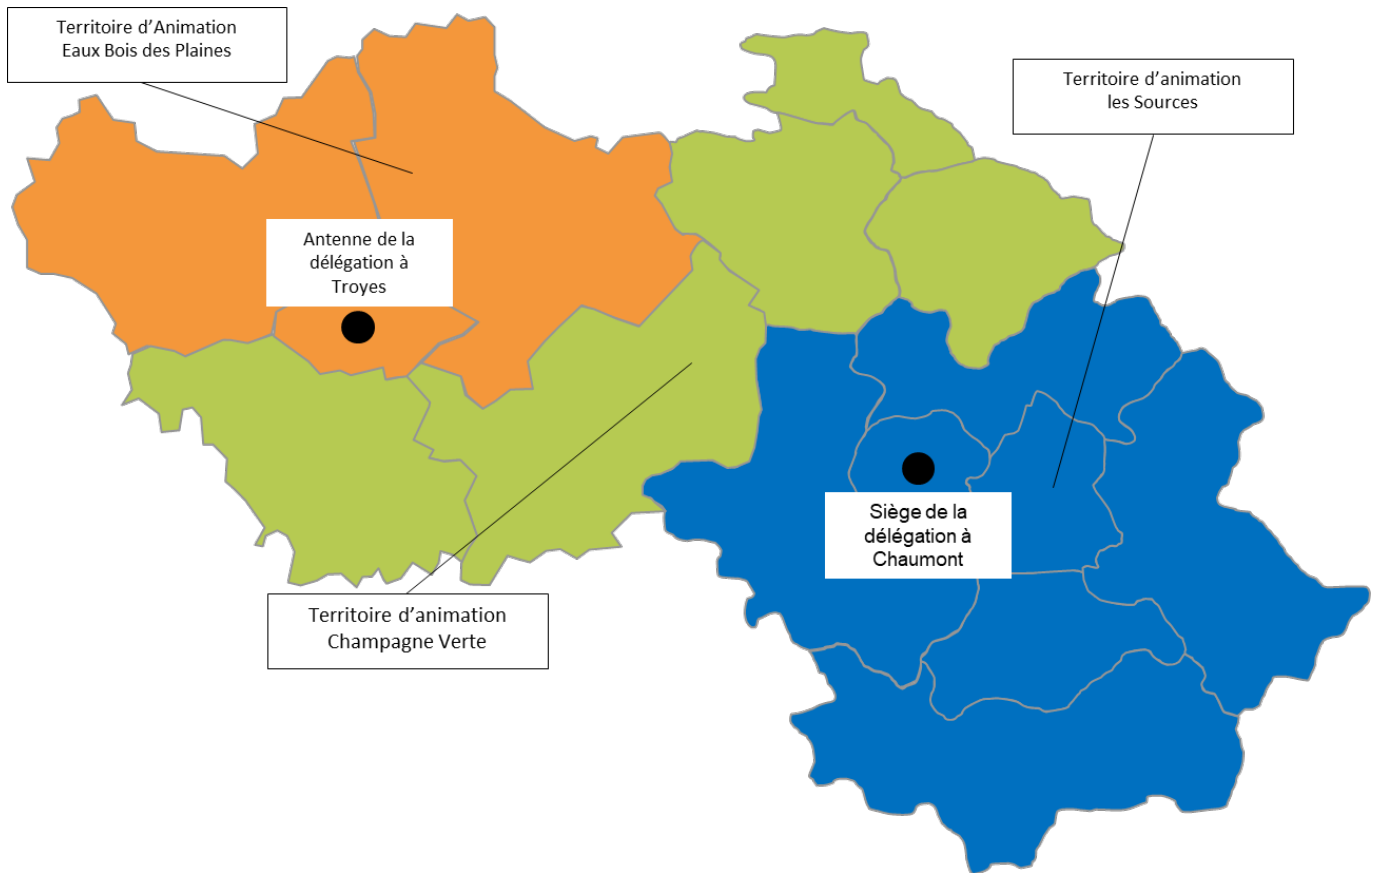 Territoire d’Animation
Eaux Bois des Plaines
Territoire d’animation
les Sources
Antenne de la
délégation à
Troyes
Siège de la
délégation à
Chaumont
Territoire d’animation
Champagne Verte